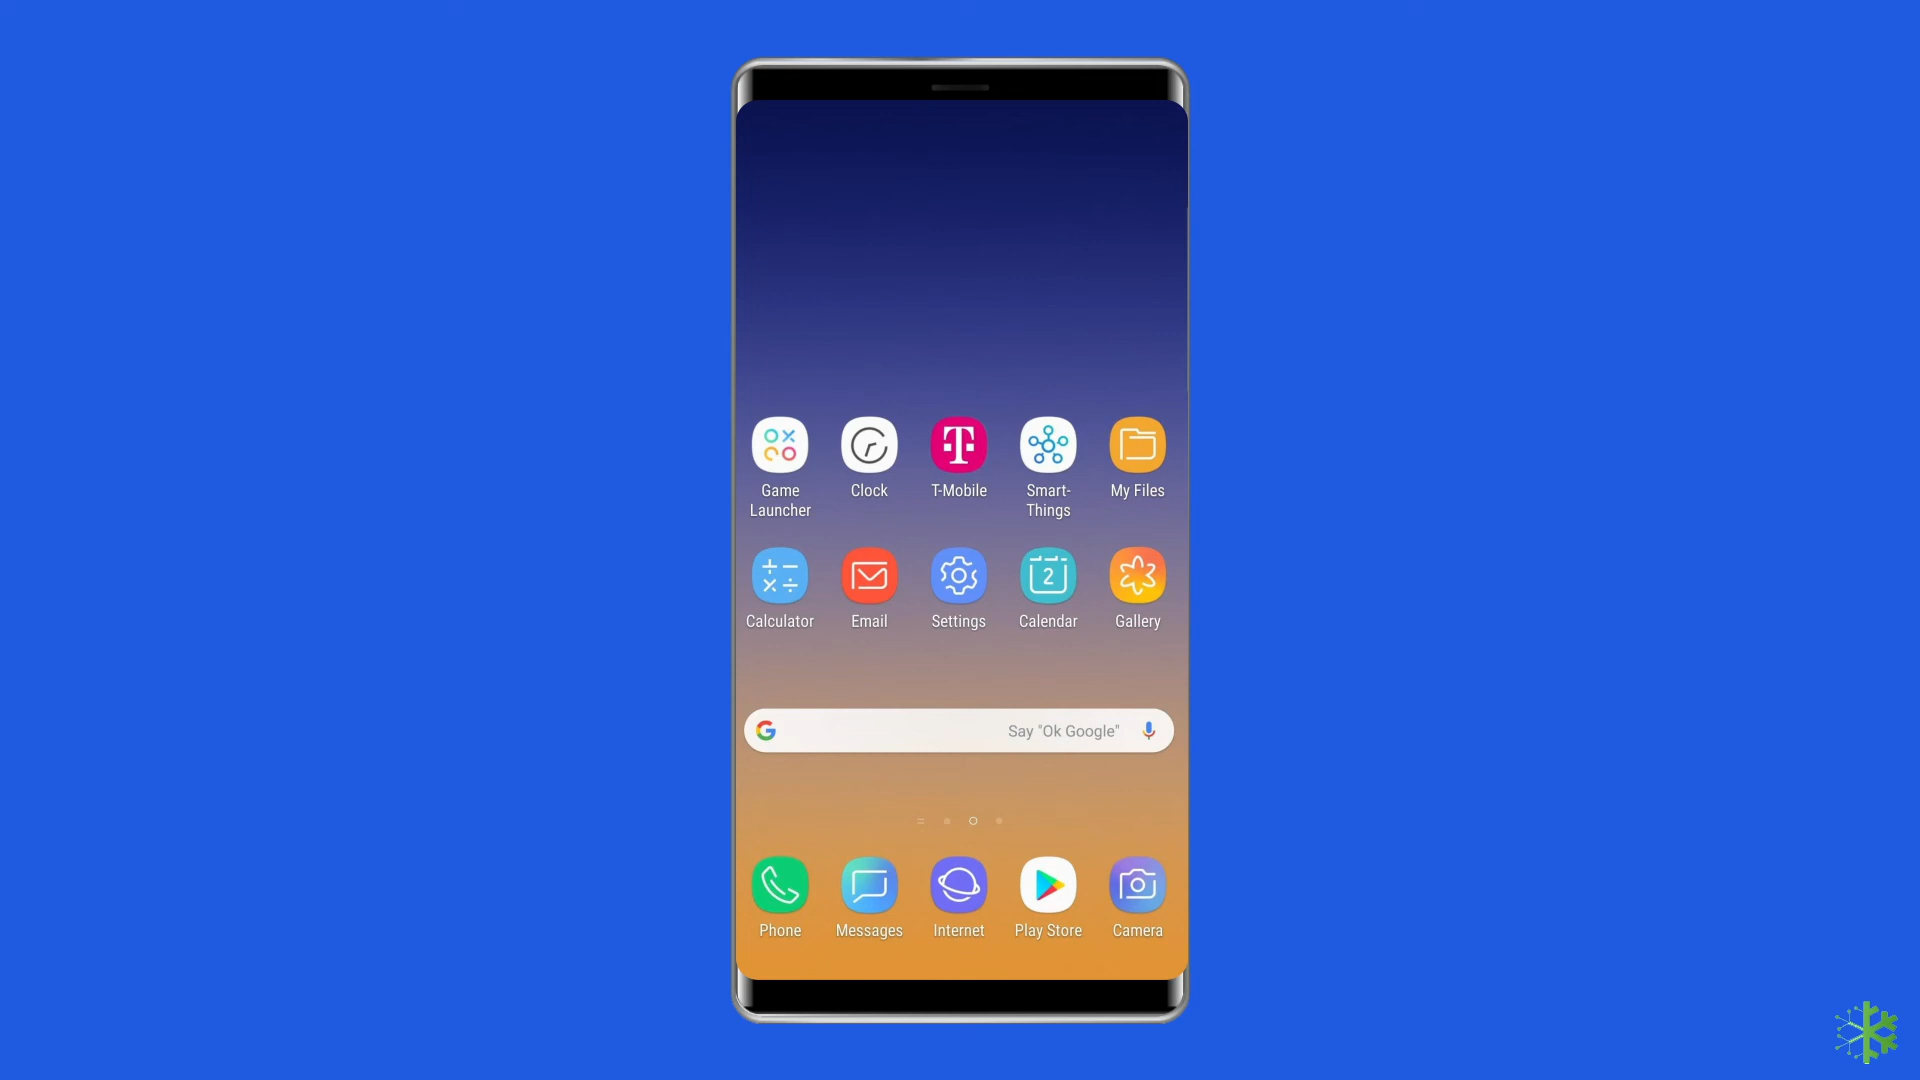 Game Launcher
Clock
T-Mobile
Smart-Things
My Files
Calculator
Email
Settings
2
Calendar
Gallery
G
Say "Ok Google"
Phone
Messages
Internet
Play Store
Camera